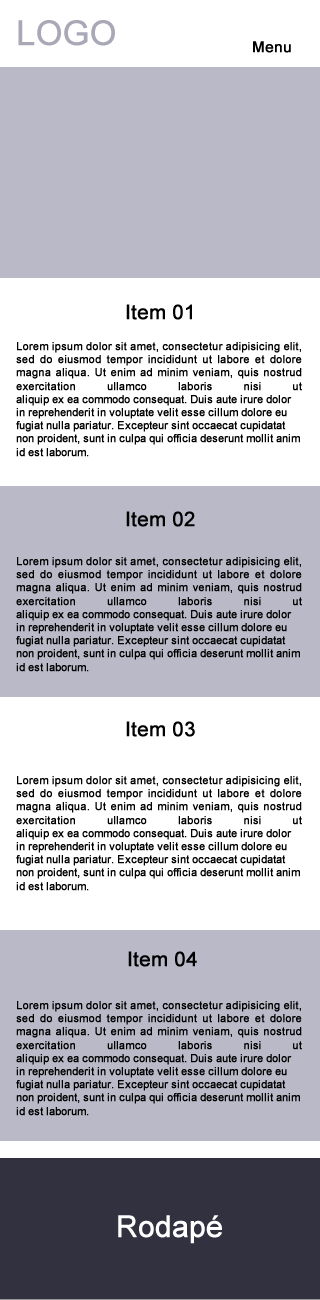 LOGO
Menu
Item 01
Lorem ipsum dolor sit amet, consectetur adipisicing elit,
sed do eiusmod tempor incididunt ut labore et dolore
magna aliqua. Ut enim ad minim veniam, quis nostrud
exercitation ullamco laboris nisi ut
aliquip ex ea commodo consequat. Duis aute irure dolor
in reprehenderit in voluptate velit esse cillum dolore eu
fugiat nulla pariatur. Excepteur sint occaecat cupidatat
non proident, sunt in culpa qui officia deserunt mollit anim
id est laborum.
Item 02
Lorem ipsum dolor sit amet, consectetur adipisicing elit,
sed do eiusmod tempor incididunt ut labore et dolore
magna aliqua. Ut enim ad minim veniam, quis nostrud
exercitation ullamco laboris nisi ut
aliquip ex ea commodo consequat. Duis aute irure dolor
in reprehenderit in voluptate velit esse cillum dolore eu
fugiat nulla pariatur. Excepteur sint occaecat cupidatat
non proident, sunt in culpa qui officia deserunt mollit anim
id est laborum.
Item 03
Lorem ipsum dolor sit amet, consectetur adipisicing elit,
sed do eiusmod tempor incididunt ut labore et dolore
magna aliqua. Ut enim ad minim veniam, quis nostrud
exercitation ullamco laboris nisi ut
aliquip ex ea commodo consequat. Duis aute irure dolor
in reprehenderit in voluptate velit esse cillum dolore eu
fugiat nulla pariatur. Excepteur sint occaecat cupidatat
non proident, sunt in culpa qui officia deserunt mollit anim
id est laborum.
Item 04
Lorem ipsum dolor sit amet, consectetur adipisicing elit,
sed do eiusmod tempor incididunt ut labore et dolore
magna aliqua. Ut enim ad minim veniam, quis nostrud
exercitation ullamco laboris nisi ut
aliquip ex ea commodo consequat. Duis aute irure dolor
in reprehenderit in voluptate velit esse cillum dolore eu
fugiat nulla pariatur. Excepteur sint occaecat cupidatat
non proident, sunt in culpa qui officia deserunt mollit anim
id est laborum.
Rodapé